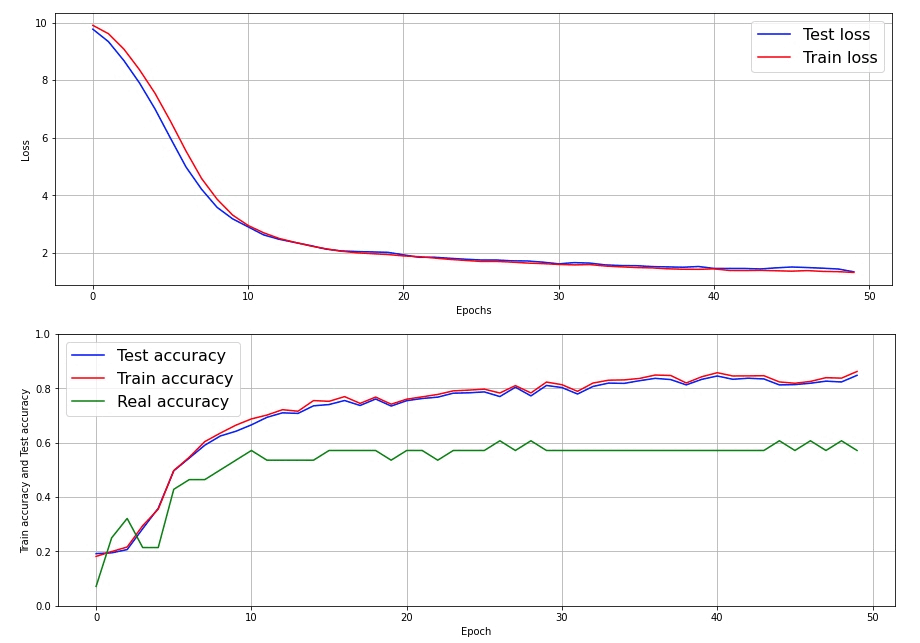 10
8
6
4
2
Loss
Test loss
Train loss
0 10 20 30 40 50
Epochs
1.0
0.8
0.6
0.4
0.2
0.0
Train accuracy and Test accuracy
Test accuracy
Train accuracy
Real accuracy
0 10 20 30 40 50
Epoch